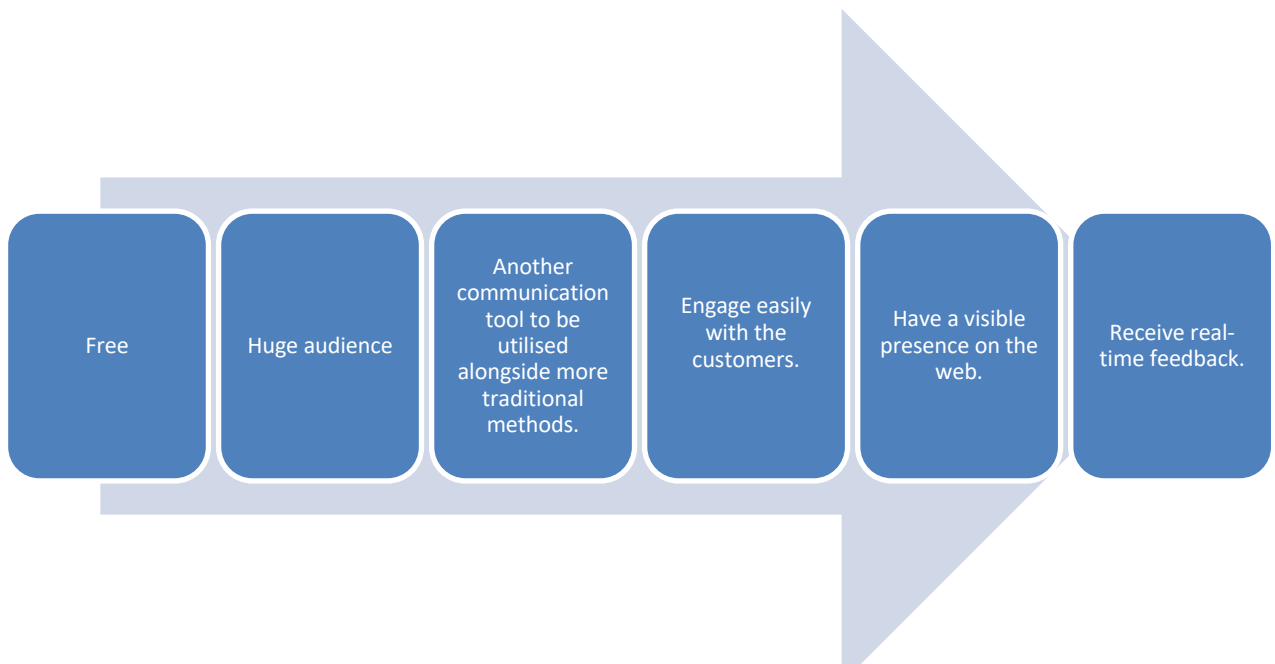 Free
Huge audience
Another
communication
tool to be
utilised
alongside more
traditional
methods.
Engage easily
with the
customers.
Have a visible
presence on the
web.
Receive real-
time feedback.